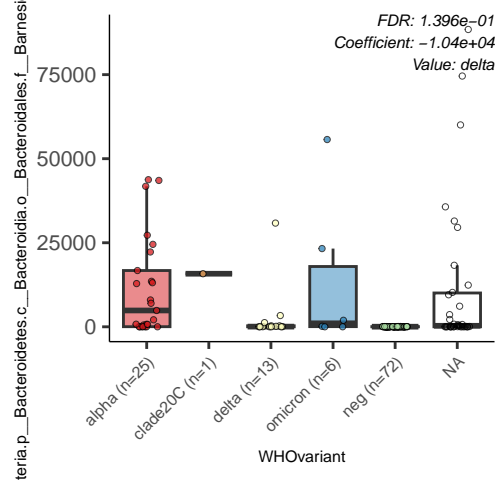 FDR: 1.396e−01
Coefficient: −1.04e+04
Value: delta
teria.p__Bacteroidetes.c__Bacteroidia.o__Bacteroidales.f__Barnesi
75000
50000
25000
0
alpha (n=25)
clade20C (n=1)
delta (n=13)
omicron (n=6)
neg (n=72)
NA
WHOvariant